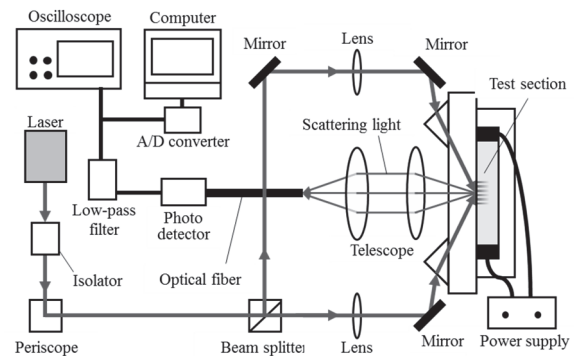 Oscilloscope
Computer
Mirror
Lens
Mirror
Test section
Laser
A/D converter
Scattering light
Low-pass
filter
Photo
detector
Telescope
Isolator
Optical fiber
Periscope
Beam splitter
Lens
Mirror
Power supply